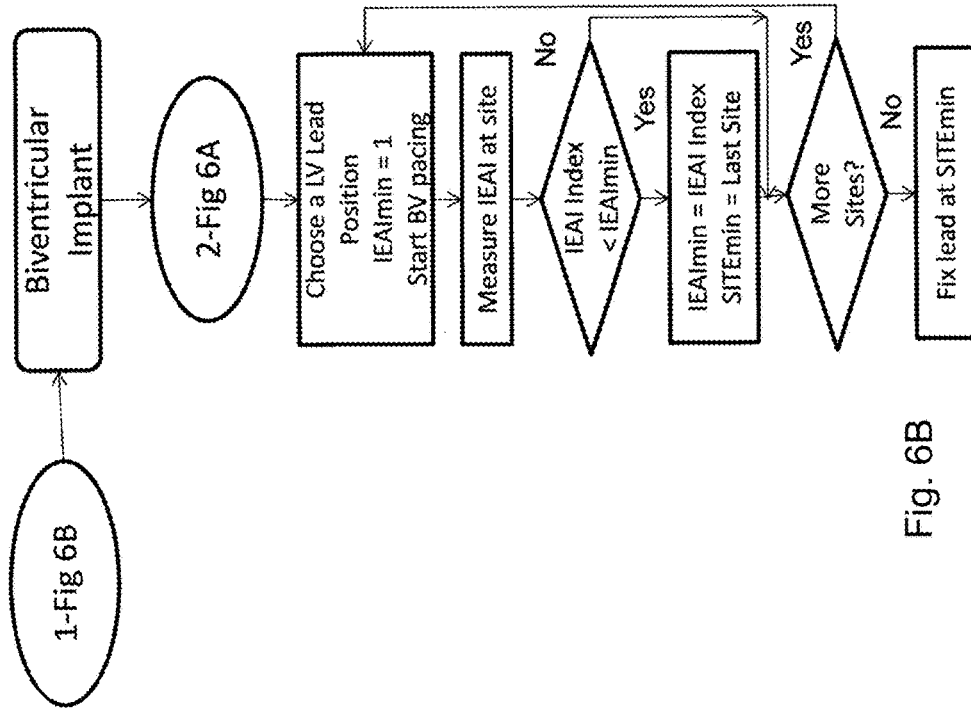 1-Fig 6B
Biventricular
Implant
2-Fig 6A
Choose a LV Lead
Position
IEAImin = 1
Start BV pacing
Measure IEAI at site
IEAI Index
< IEAImin
No
Yes
IEAImin = IEAI Index
SITEmin = Last Site
More
Sites?
Yes
No
Fix lead at SITEmin
Fig. 6B